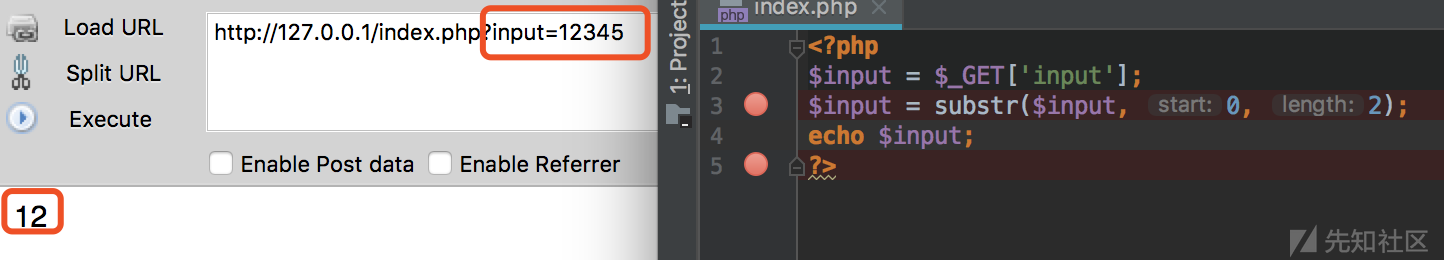 Load URL
http://127.0.0.1/index.php?input=12345
Split URL
Execute
Enable Post data
Enable Referrer
12
1: Project
php
index.php
1 <?php
2 $input = $_GET['input'];
3 $input = substr($input, start: 0, length: 2);
4 echo $input;
5 ?>
先知社区